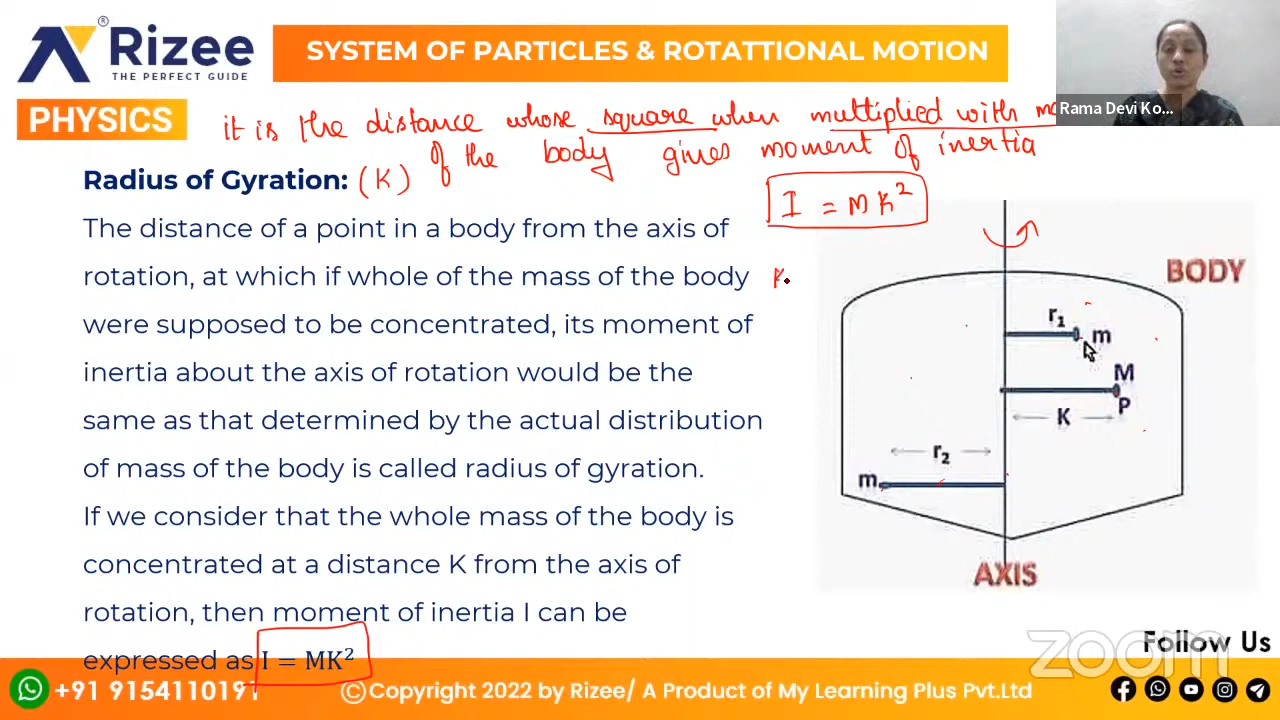 Rizee
®
THE PERFECT GUIDE
SYSTEM OF PARTICLES & ROTATTIONAL MOTION
Rama Devi Ko...
PHYSICS
it is the distance whose square when multiplied with
of the body gives moment of inertia
Radius of Gyration: (K)
I = MK²
The distance of a point in a body from the axis of
rotation, at which if whole of the mass of the body
were supposed to be concentrated, its moment of
inertia about the axis of rotation would be the
same as that determined by the actual distribution
of mass of the body is called radius of gyration.
If we consider that the whole mass of the body is
concentrated at a distance K from the axis of
rotation, then moment of inertia I can be
expressed as I = MK²
K
BODY
r₁
m
M
P
K
r₂
m
AXIS
Follow Us
zoom
+91 9154110191
©Copyright 2022 by Rizee/ A Product of My Learning Plus Pvt.Ltd